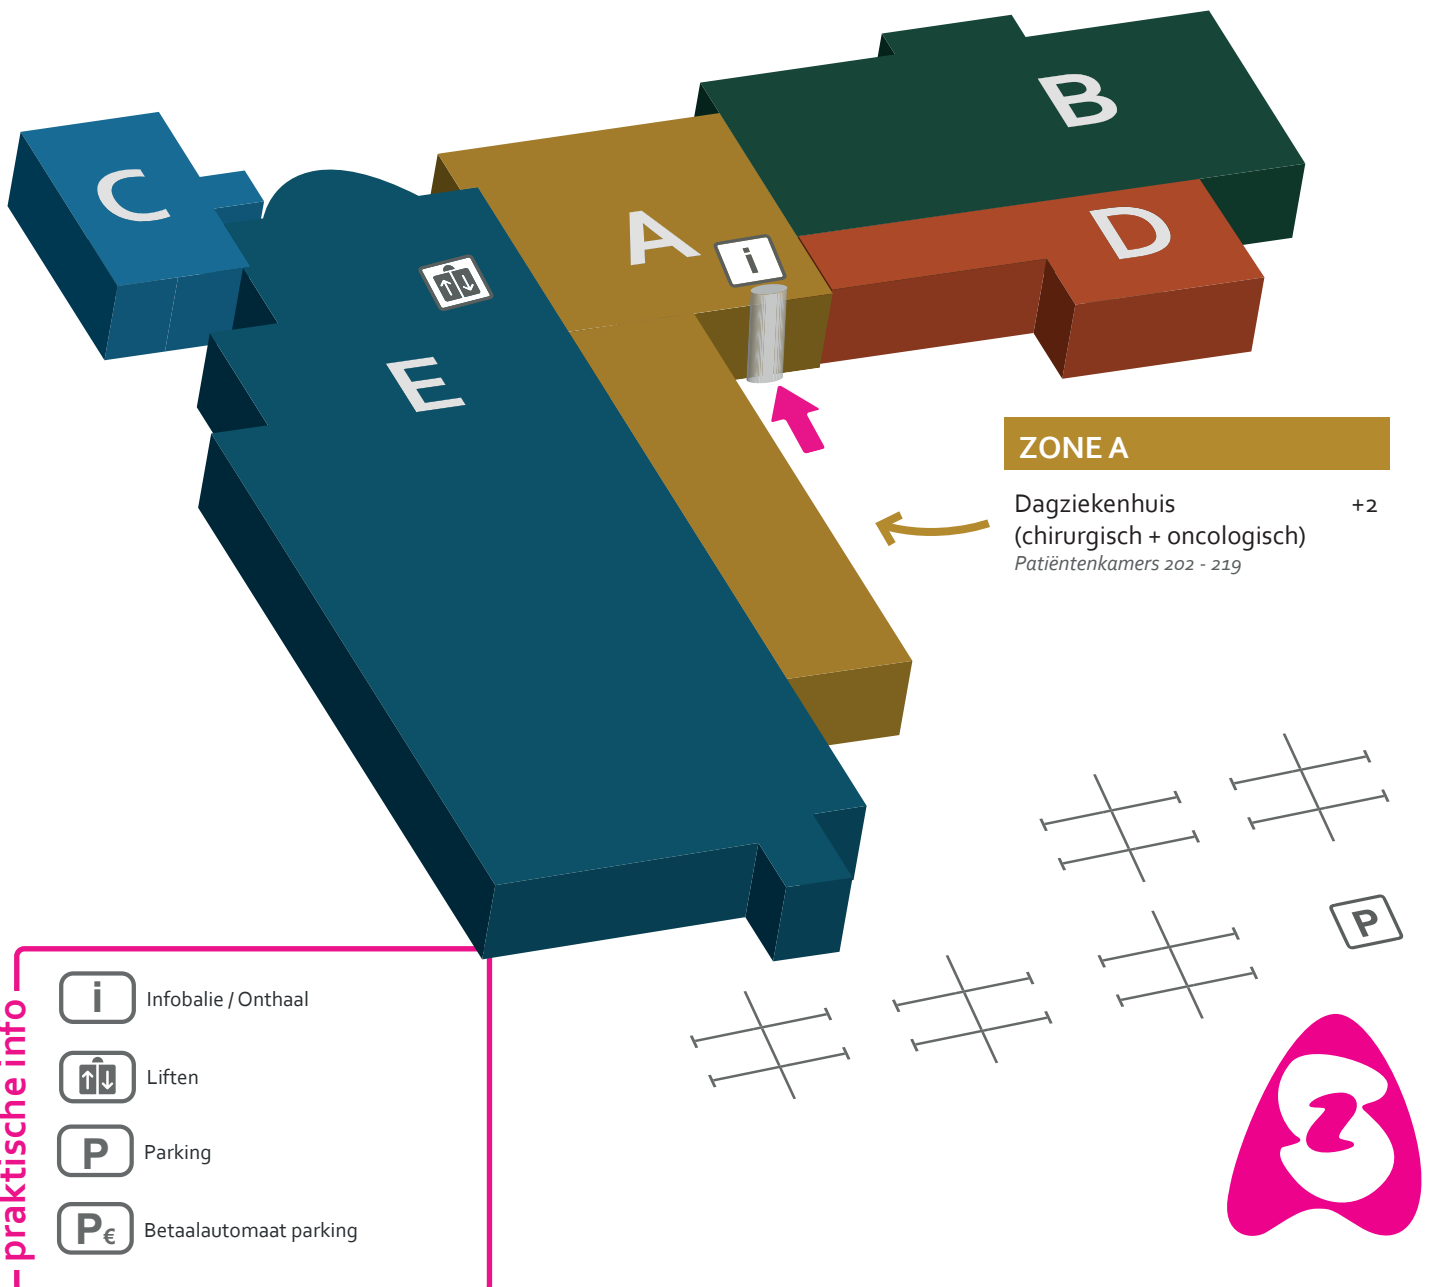 B
C
A
i
D
E
ZONE A
Dagziekenhuis +2
(chirurgisch + oncologisch)
Patiëntenkamers 202 - 219
P
praktische info
i Infobalie / Onthaal
Liften
P Parking
P€ Betaalautomaat parking